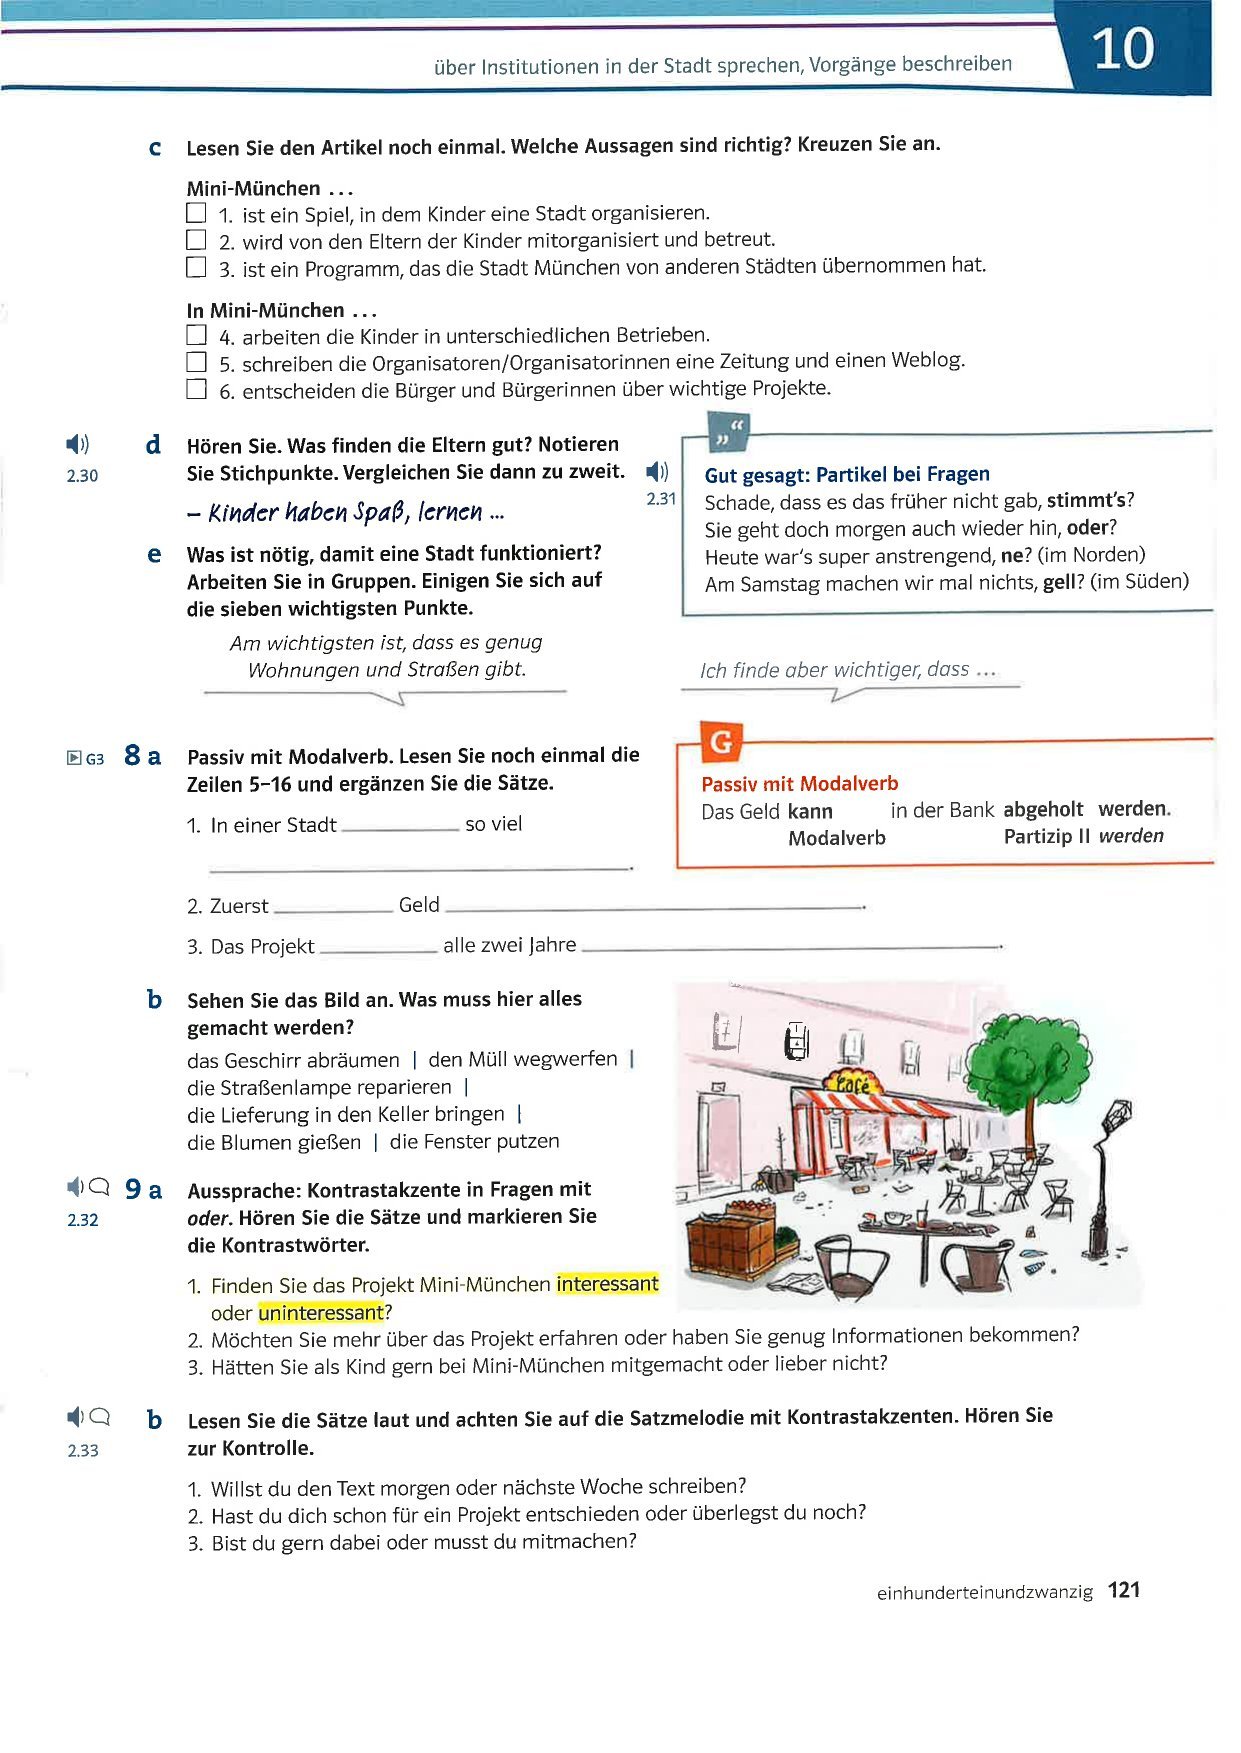 10
über Institutionen in der Stadt sprechen, Vorgänge beschreiben
c Lesen Sie den Artikel noch einmal. Welche Aussagen sind richtig? Kreuzen Sie an.
Mini-München ...
1. ist ein Spiel, in dem Kinder eine Stadt organisieren.
2. wird von den Eltern der Kinder mitorganisiert und betreut.
3. ist ein Programm, das die Stadt München von anderen Städten übernommen hat.
In Mini-München ...
4. arbeiten die Kinder in unterschiedlichen Betrieben.
5. schreiben die Organisatoren/Organisatorinnen eine Zeitung und einen Weblog.
6. entscheiden die Bürger und Bürgerinnen über wichtige Projekte.
d Hören Sie. Was finden die Eltern gut? Notieren
2.30 Sie Stichpunkte. Vergleichen Sie dann zu zweit.
– Kinder haben Spaß, lernen ...
e Was ist nötig, damit eine Stadt funktioniert?
Arbeiten Sie in Gruppen. Einigen Sie sich auf
die sieben wichtigsten Punkte.
„“
Gut gesagt: Partikel bei Fragen
2.31 Schade, dass es das früher nicht gab, stimmt's?
Sie geht doch morgen auch wieder hin, oder?
Heute war's super anstrengend, ne? (im Norden)
Am Samstag machen wir mal nichts, gell? (im Süden)
Am wichtigsten ist, dass es genug
Wohnungen und Straßen gibt.
Ich finde aber wichtiger, dass ...
G3 8 a Passiv mit Modalverb. Lesen Sie noch einmal die
Zeilen 5–16 und ergänzen Sie die Sätze.
1. In einer Stadt __________ so viel
__________.
G
Passiv mit Modalverb
Das Geld kann in der Bank abgeholt werden.
Modalverb Partizip II werden
2. Zuerst __________ Geld __________.
3. Das Projekt __________ alle zwei Jahre __________.
b Sehen Sie das Bild an. Was muss hier alles
gemacht werden?
das Geschirr abräumen | den Müll wegwerfen |
die Straßenlampe reparieren |
die Lieferung in den Keller bringen |
die Blumen gießen | die Fenster putzen
Café
9 a Aussprache: Kontrastakzente in Fragen mit
2.32 oder. Hören Sie die Sätze und markieren Sie
die Kontrastwörter.
1. Finden Sie das Projekt Mini-München interessant
oder uninteressant?
2. Möchten Sie mehr über das Projekt erfahren oder haben Sie genug Informationen bekommen?
3. Hätten Sie als Kind gern bei Mini-München mitgemacht oder lieber nicht?
b Lesen Sie die Sätze laut und achten Sie auf die Satzmelodie mit Kontrastakzenten. Hören Sie
2.33 zur Kontrolle.
1. Willst du den Text morgen oder nächste Woche schreiben?
2. Hast du dich schon für ein Projekt entschieden oder überlegst du noch?
3. Bist du gern dabei oder musst du mitmachen?
einhunderteinundzwanzig 121